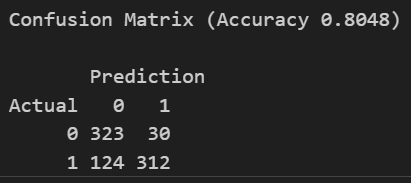 Confusion Matrix (Accuracy 0.8048)
Prediction
Actual 0 1
0 323 30
1 124 312